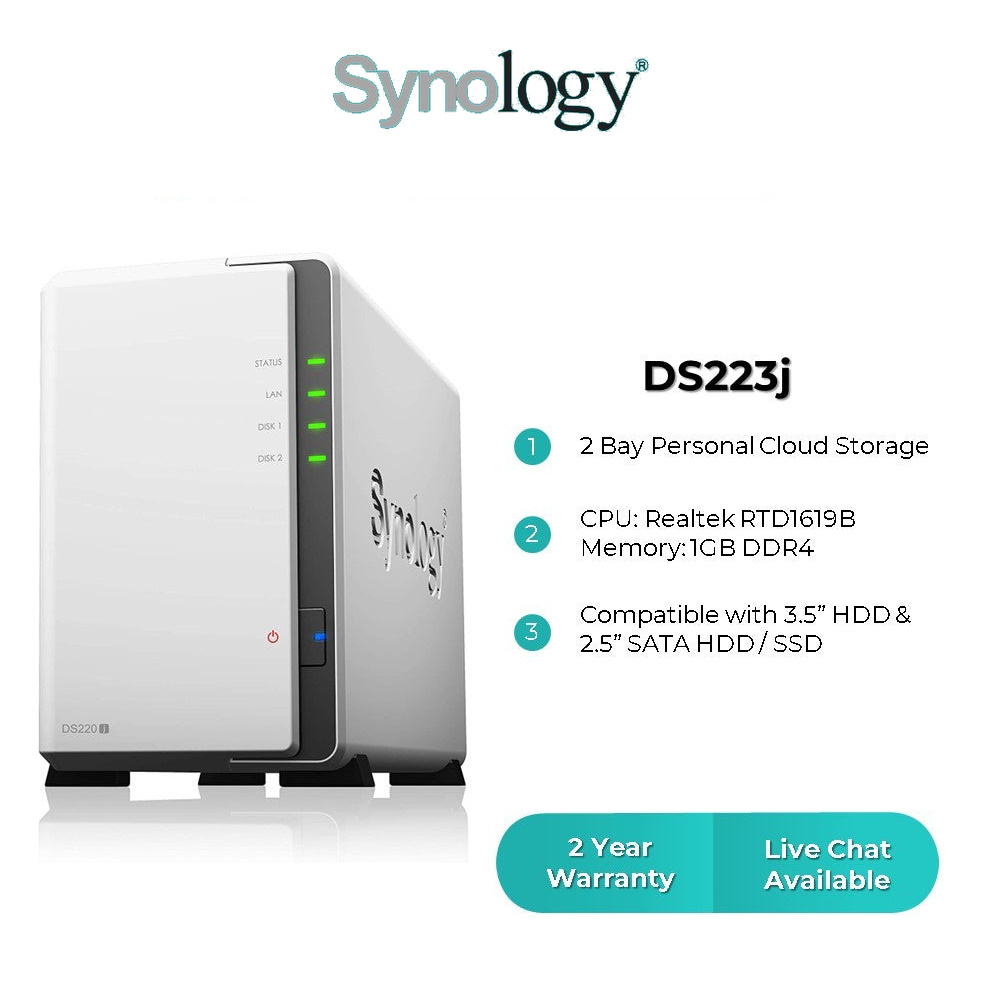 Synology®
STATUS
LAN
DISK 1
DISK 2
Synology®
DS220 j
DS223j
1 2 Bay Personal Cloud Storage
2 CPU: Realtek RTD1619B
Memory: 1GB DDR4
3 Compatible with 3.5” HDD &
2.5” SATA HDD / SSD
2 Year
Warranty
Live Chat
Available